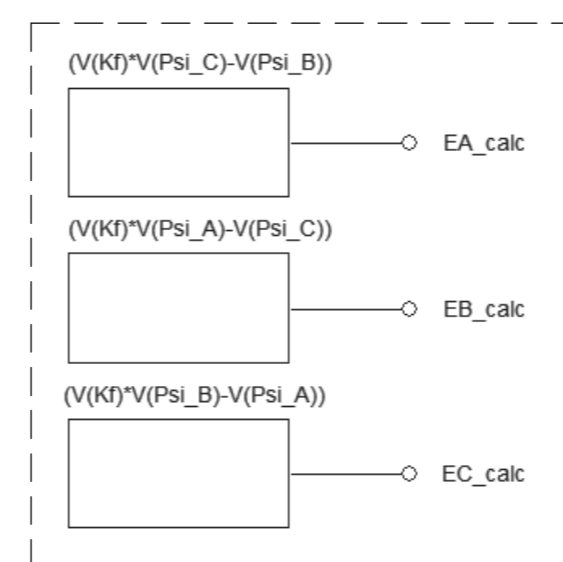 (V(Kf)*V(Psi_C)-V(Psi_B))
EA_calc
(V(Kf)*V(Psi_A)-V(Psi_C))
EB_calc
(V(Kf)*V(Psi_B)-V(Psi_A))
EC_calc